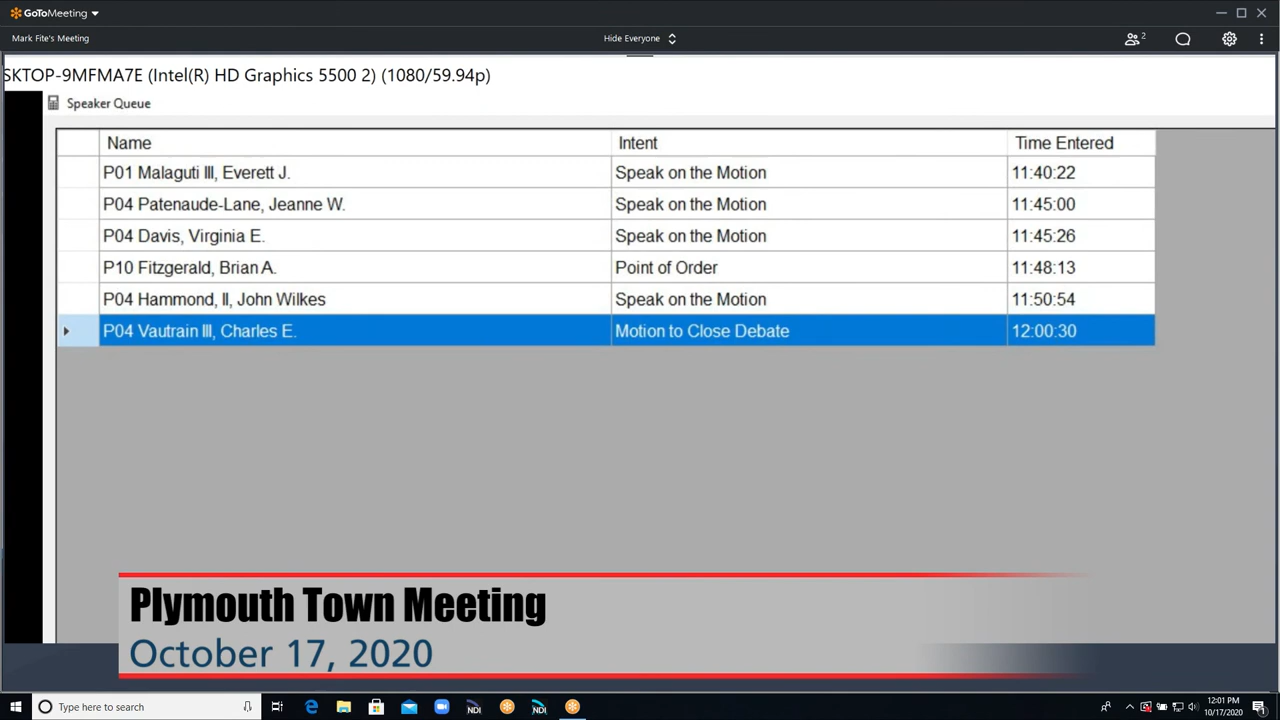 GoToMeeting
Mark Fite's Meeting
Hide Everyone
2
SKTOP-9MFMA7E (Intel(R) HD Graphics 5500 2) (1080/59.94p)
Speaker Queue
Name Intent Time Entered
P01 Malaguti III, Everett J. Speak on the Motion 11:40:22
P04 Patenaude-Lane, Jeanne W. Speak on the Motion 11:45:00
P04 Davis, Virginia E. Speak on the Motion 11:45:26
P10 Fitzgerald, Brian A. Point of Order 11:48:13
P04 Hammond, II, John Wilkes Speak on the Motion 11:50:54
P04 Vautrain III, Charles E. Motion to Close Debate 12:00:30
Plymouth Town Meeting
October 17, 2020
Type here to search
NDI
NDI
12:01 PM
10/17/2020
1